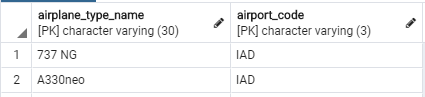 airplane_type_name airport_code
[PK] character varying (30) [PK] character varying (3)
1 737 NG IAD
2 A330neo IAD